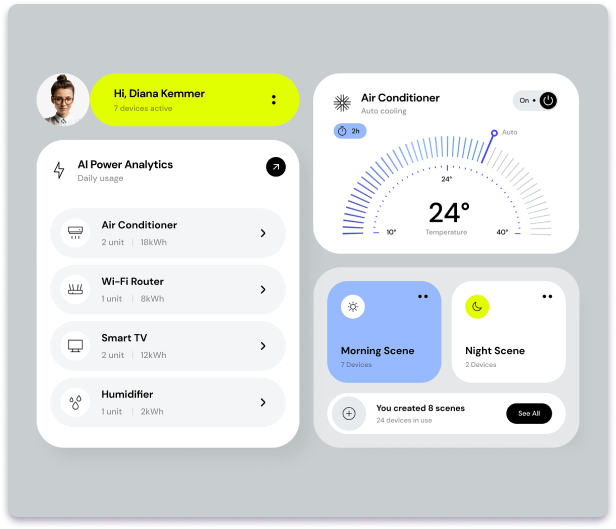 Hi, Diana Kemmer
7 devices active
AI Power Analytics
Daily usage
Air Conditioner
2 unit | 18kWh
Wi-Fi Router
1 unit | 8kWh
Smart TV
2 unit | 12kWh
Humidifier
1 unit | 2kWh
Air Conditioner
Auto cooling
On
2h
Auto
24°
24°
10° Temperature 40°
Morning Scene
7 Devices
Night Scene
2 Devices
You created 8 scenes
24 devices in use
See All